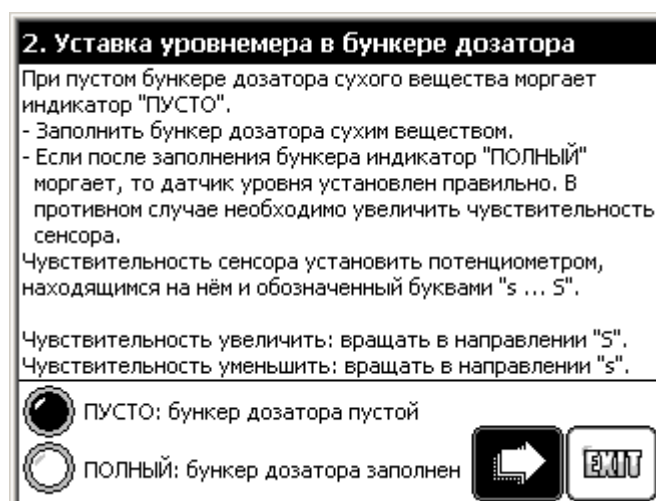 2. Уставка уровнемера в бункере дозатора
При пустом бункере дозатора сухого вещества моргает
индикатор "ПУСТО".
- Заполнить бункер дозатора сухим веществом.
- Если после заполнения бункера индикатор "ПОЛНЫЙ"
моргает, то датчик уровня установлен правильно. В
противном случае необходимо увеличить чувствительность
сенсора.
Чувствительность сенсора установить потенциометром,
находящимся на нём и обозначенный буквами "s ... S".
Чувствительность увеличить: вращать в направлении "S".
Чувствительность уменьшить: вращать в направлении "s".
ПУСТО: бункер дозатора пустой
ПОЛНЫЙ: бункер дозатора заполнен
EXIT